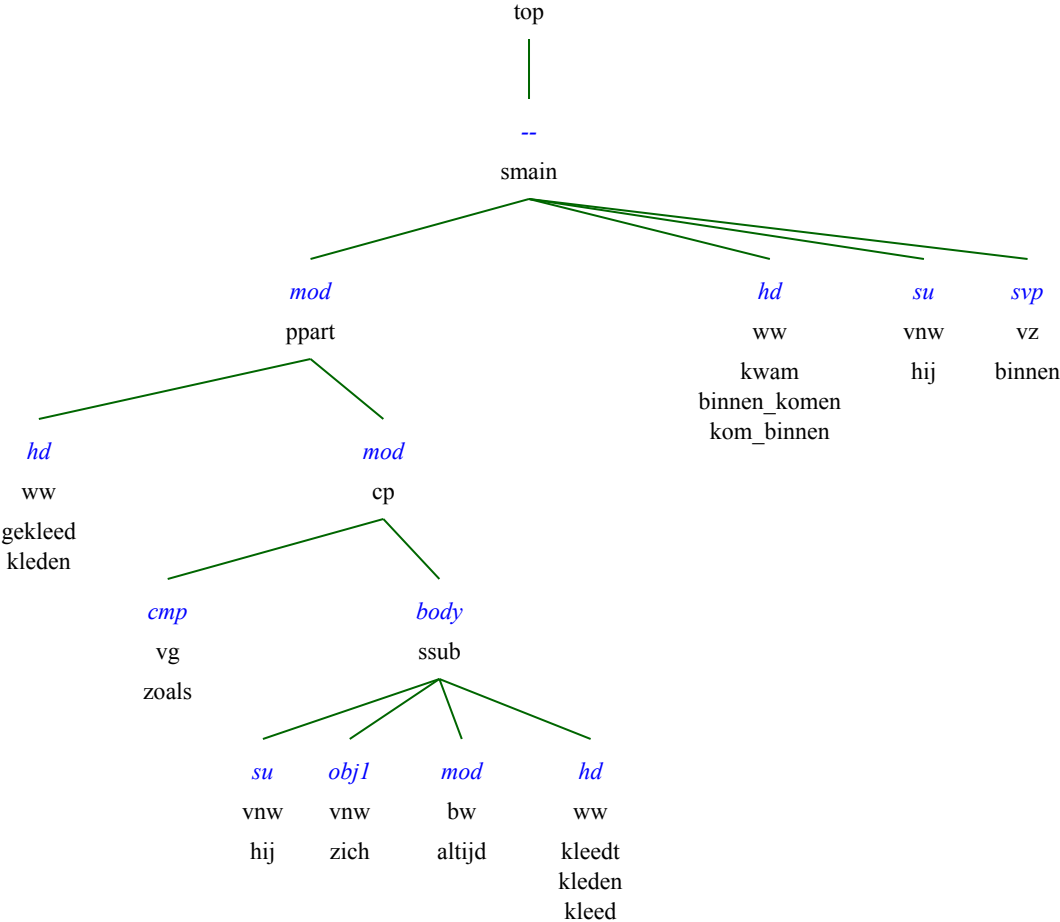 top
--
smain
mod hd su svp
ppart ww vnw vz
kwam hij binnen
binnen_komen
kom_binnen
hd mod
ww cp
gekleed
kleden
cmp body
vg ssub
zoals
su obj1 mod hd
vnw vnw bw ww
hij zich altijd kleedt
kleden
kleed